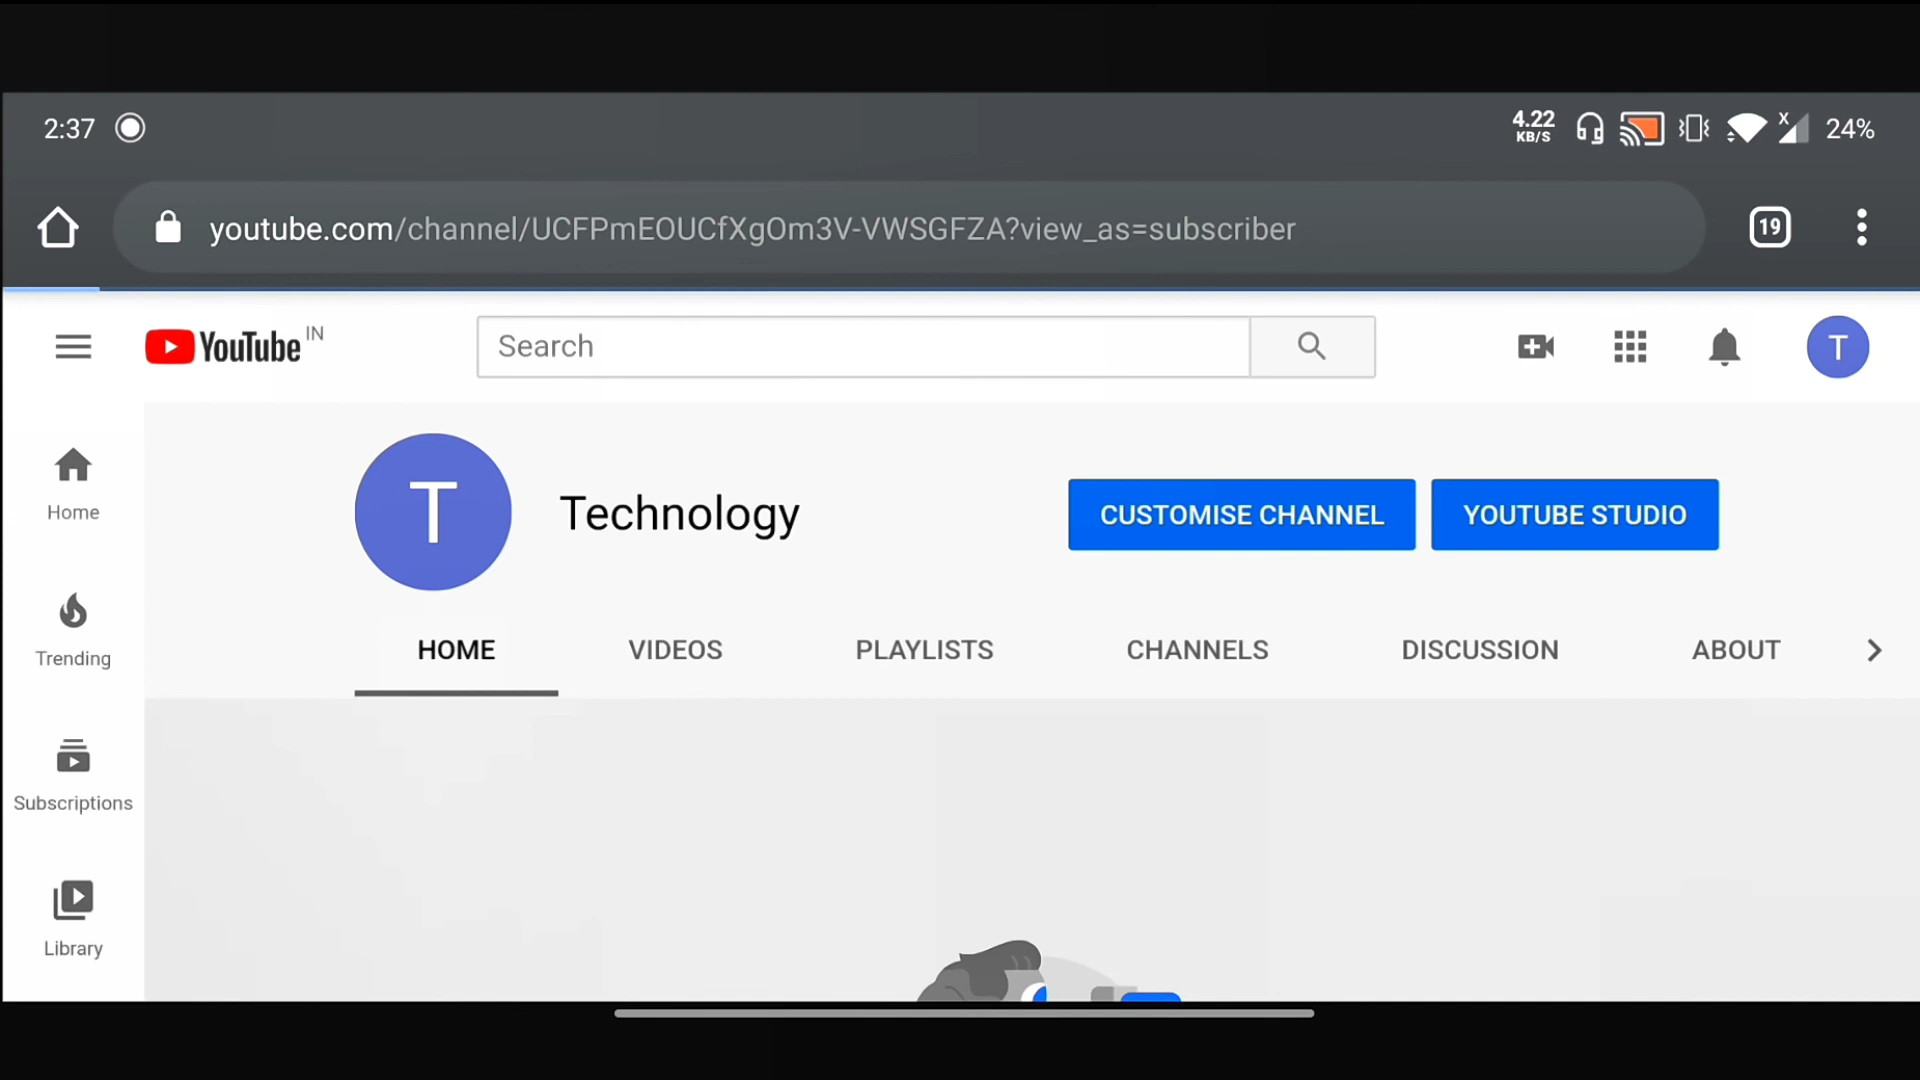 2:37
4.22
KB/S
X
24%
youtube.com/channel/UCFPmEOUCfXgOm3V-VWSGFZA?view_as=subscriber
19
YouTube IN
Search
T
Home
T
Technology
CUSTOMISE CHANNEL
YOUTUBE STUDIO
HOME
VIDEOS
PLAYLISTS
CHANNELS
DISCUSSION
ABOUT
Trending
Subscriptions
Library